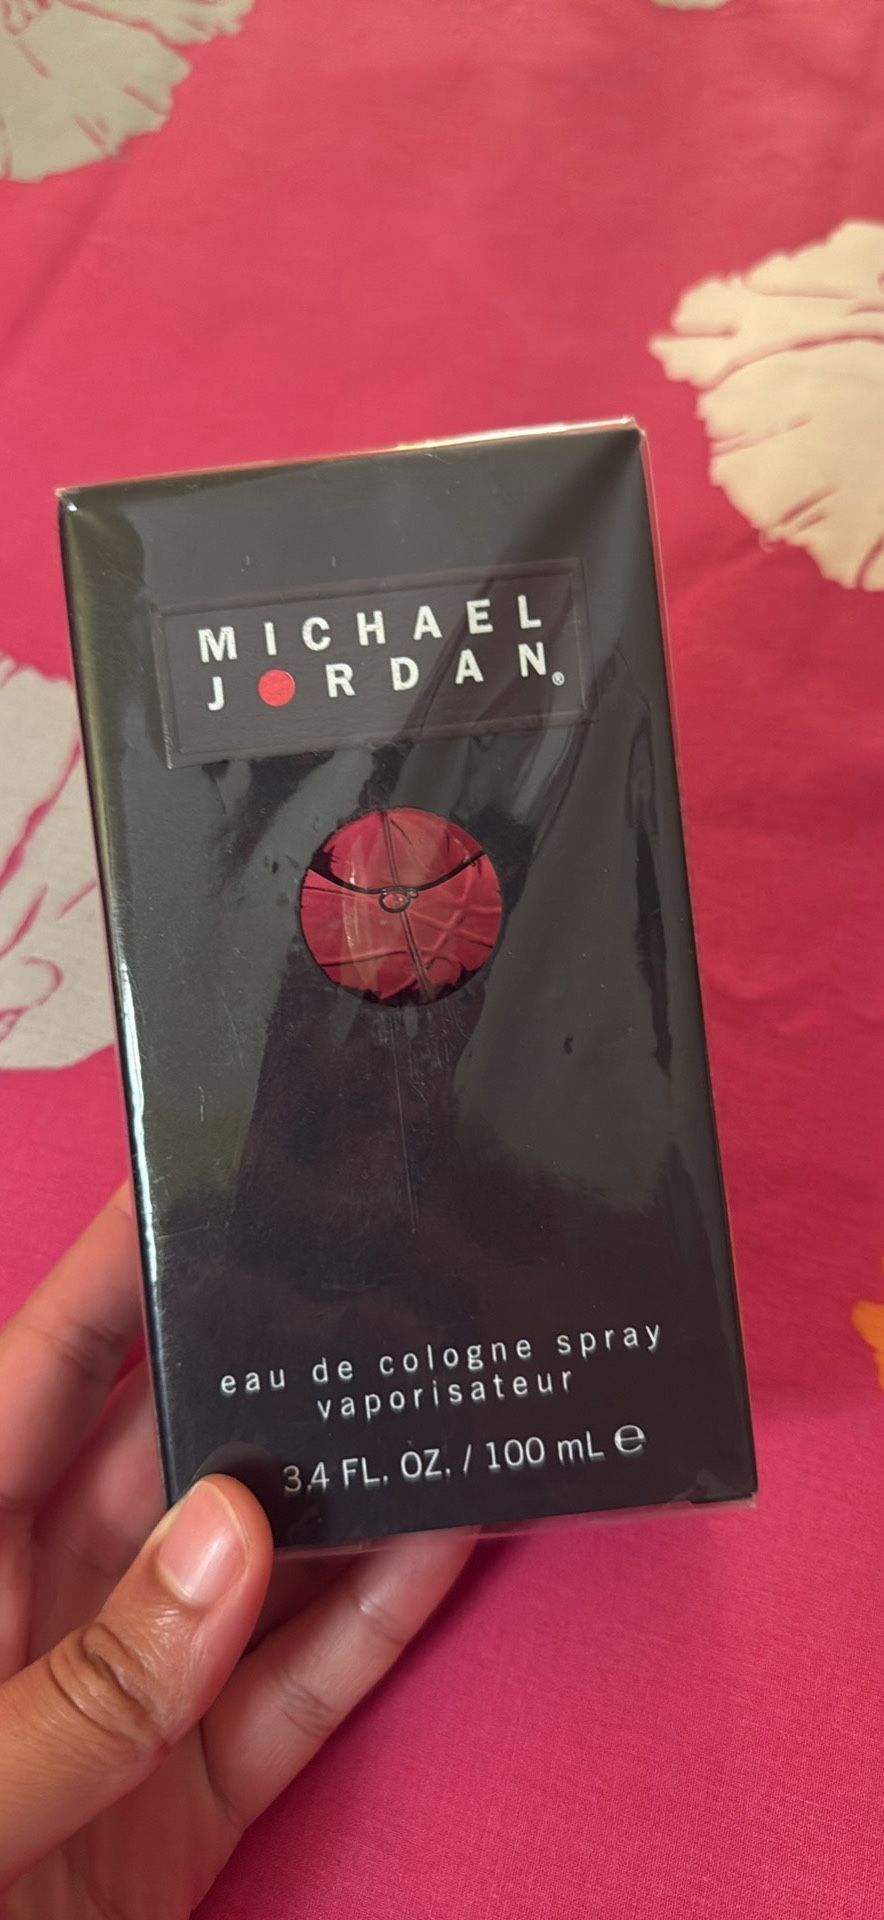 MICHAEL
JORDAN®
eau de cologne spray
vaporisateur
3.4 FL. OZ. / 100 mL ℮